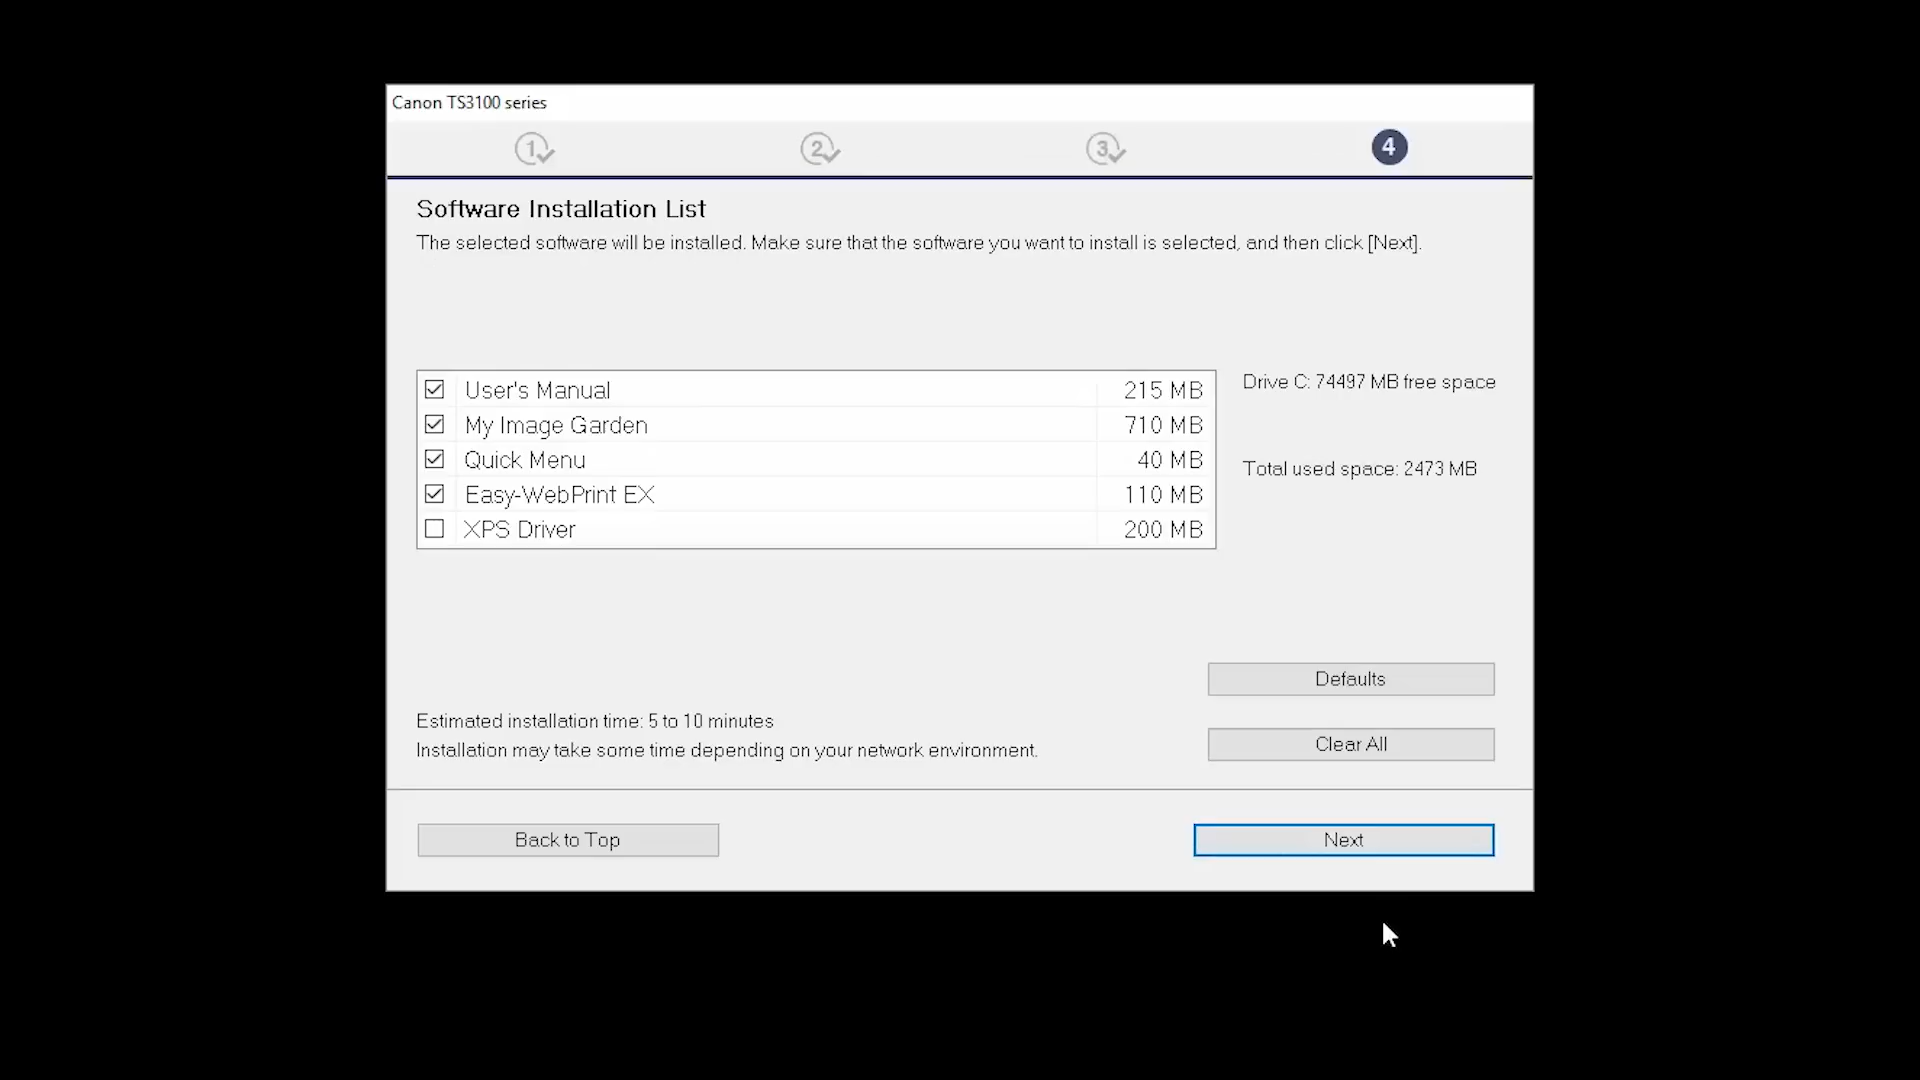 Canon TS3100 series
1 2 3 4
Software Installation List
The selected software will be installed. Make sure that the software you want to install is selected, and then click [Next].
User's Manual 215 MB
My Image Garden 710 MB
Quick Menu 40 MB
Easy-WebPrint EX 110 MB
XPS Driver 200 MB
Drive C: 74497 MB free space
Total used space: 2473 MB
Defaults
Estimated installation time: 5 to 10 minutes
Installation may take some time depending on your network environment.
Clear All
Back to Top
Next